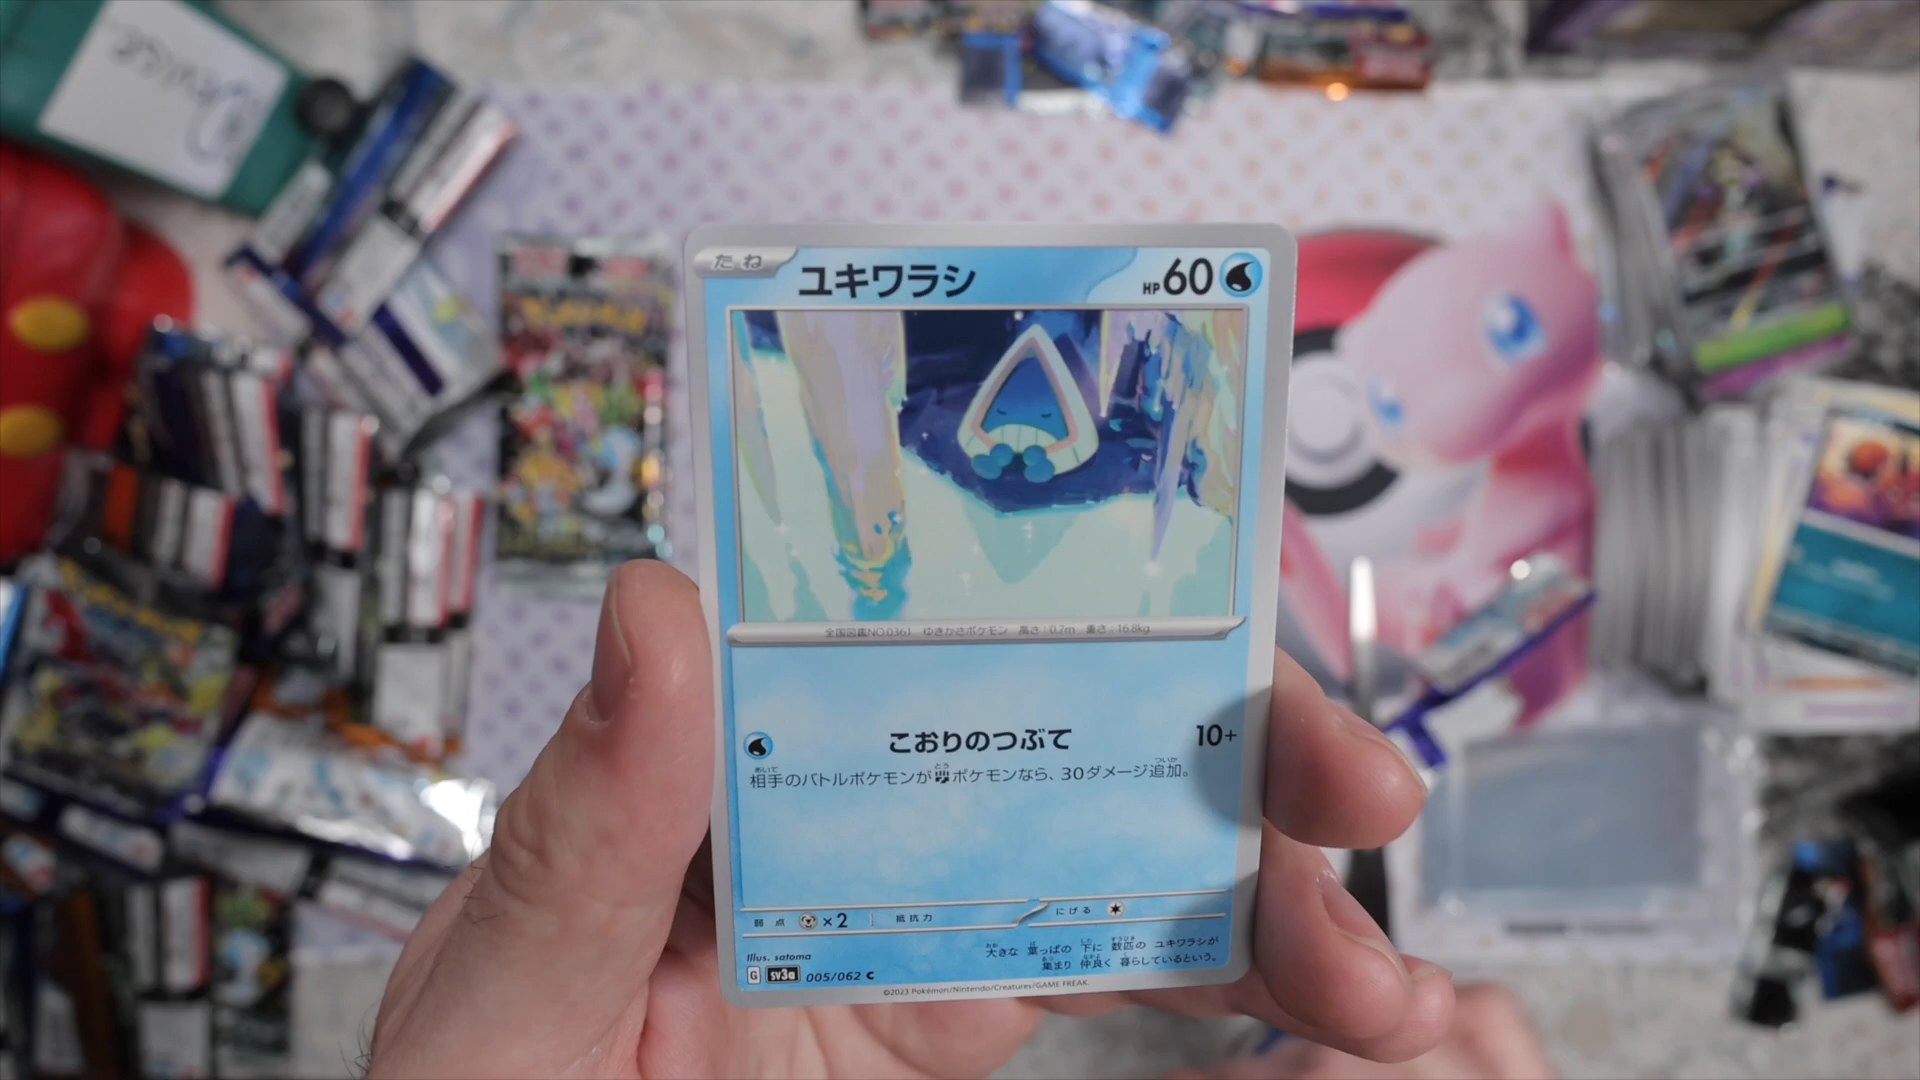 たね
ユキワラシ
HP60
全国図鑑NO.0361 ゆきかさポケモン 高さ:0.7m 重さ:16.8kg
こおりのつぶて 10+
相手のバトルポケモンがポケモンなら、30ダメージ追加。
弱点 ×2 抵抗力 にげる
大きな 葉っぱの 下に 数匹の ユキワラシが
集まり 仲良く 暮らしているという。
Illus. satoma
G sv3a 005/062 C
©2023 Pokémon/Nintendo/Creatures/GAME FREAK.